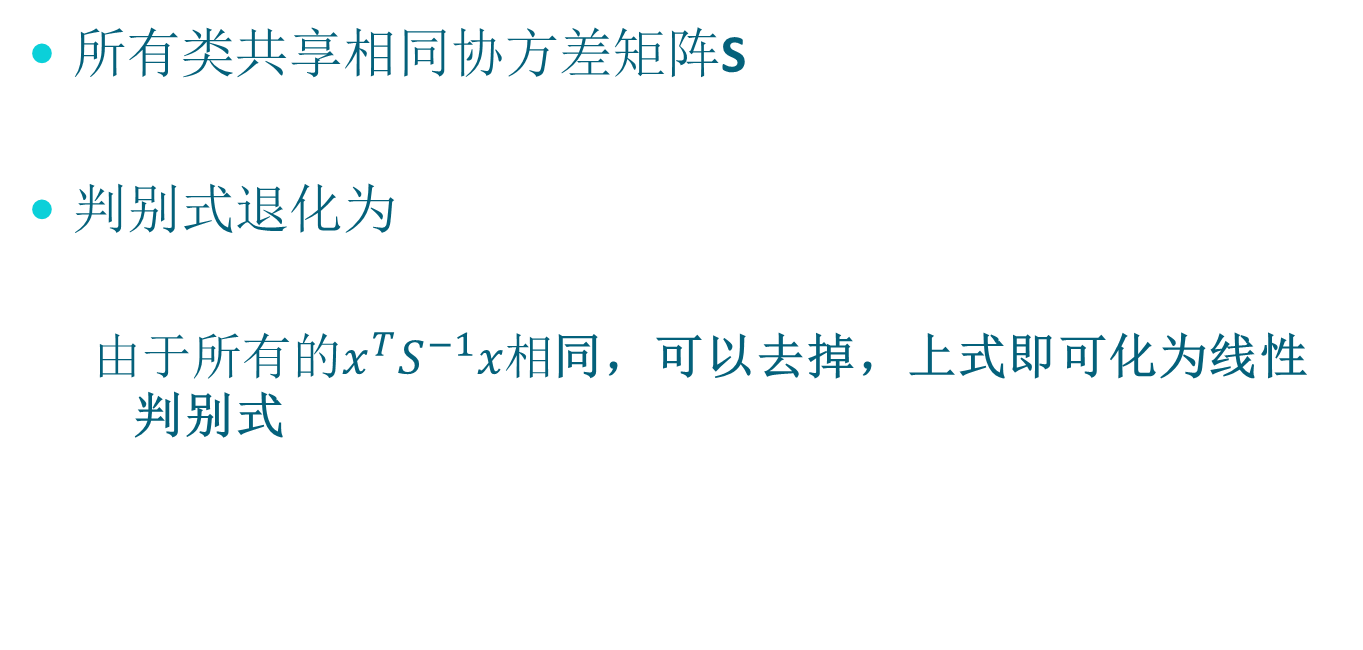 • 所有类共享相同协方差矩阵S
• 判别式退化为
由于所有的$x^T S^{-1} x$相同，可以去掉，上式即可化为线性
判别式